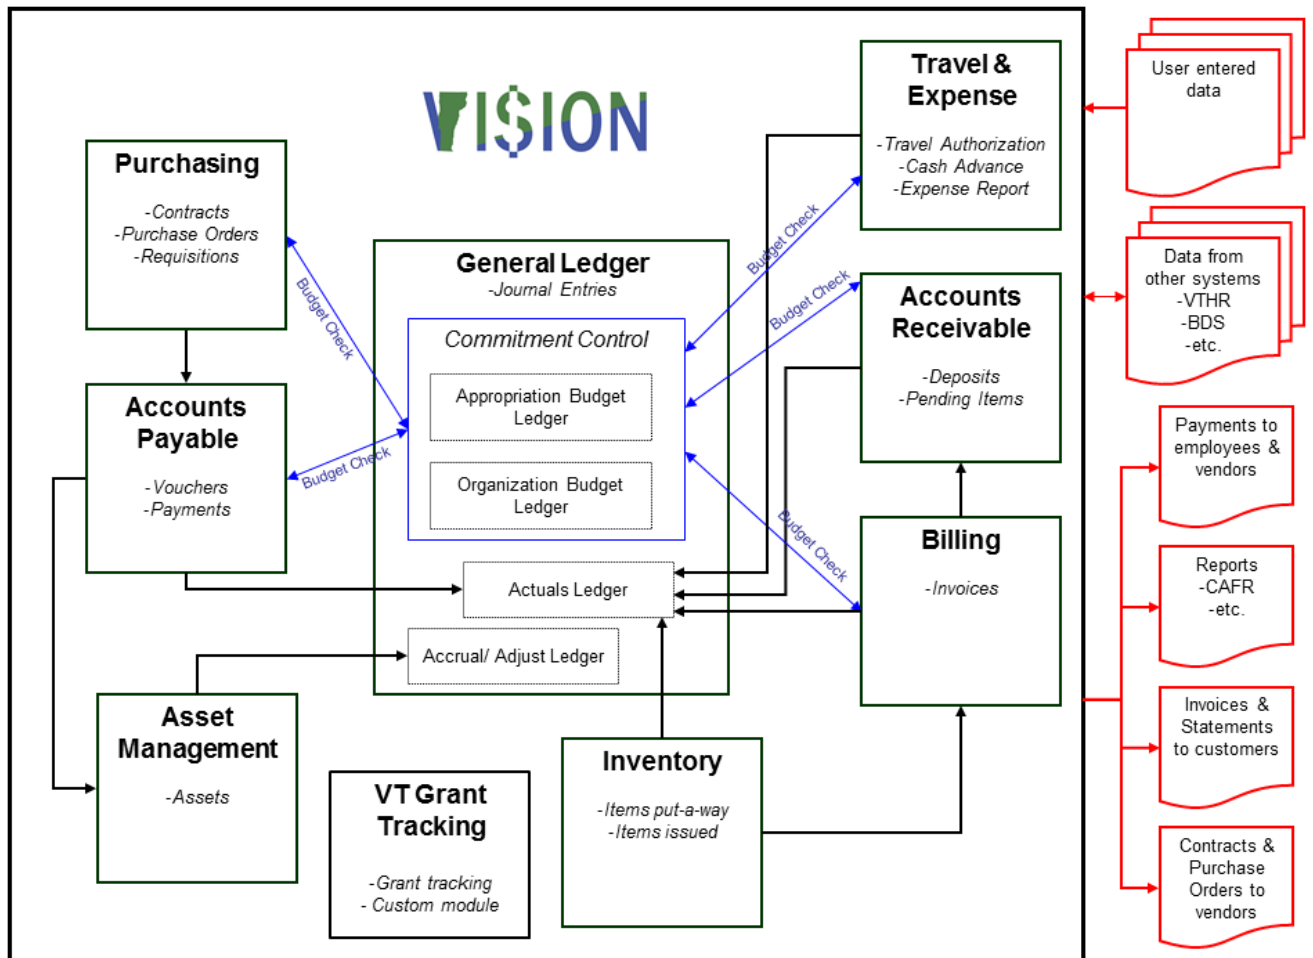 VISION
Purchasing
-Contracts
-Purchase Orders
-Requisitions
Accounts
Payable
-Vouchers
-Payments
Asset
Management
-Assets
VT Grant
Tracking
-Grant tracking
- Custom module
General Ledger
-Journal Entries
Commitment Control
Appropriation Budget
Ledger
Organization Budget
Ledger
Actuals Ledger
Accrual/ Adjust Ledger
Inventory
-Items put-a-way
-Items issued
Budget Check
Budget Check
Budget Check
Budget Check
Budget Check
Travel &
Expense
-Travel Authorization
-Cash Advance
-Expense Report
Accounts
Receivable
-Deposits
-Pending Items
Billing
-Invoices
User entered
data
Data from
other systems
-VTHR
-BDS
-etc.
Payments to
employees &
vendors
Reports
-CAFR
-etc.
Invoices &
Statements
to customers
Contracts &
Purchase
Orders to
vendors